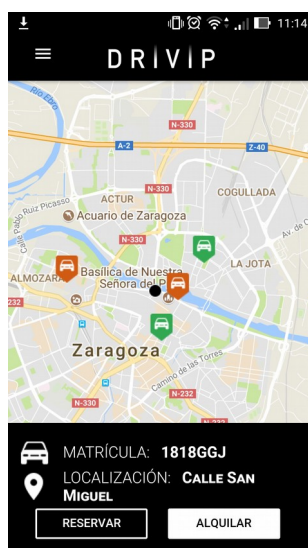 11:14
DRIVIP
Río Ebro
N-330
A-2
Z-40
Ruiz Picasso
N-330
COGULLADA
ACTUR
Acuario de Zaragoza
Av. de C
Calle Pablo
N-330
LA JOTA
ALMOZARA
Basílica de Nuestra
Señora del P
232
Zaragoza
Camino de las Torres
N-330
N-232
MATRÍCULA: 1818GGJ
LOCALIZACIÓN: CALLE SAN
MIGUEL
RESERVAR
ALQUILAR